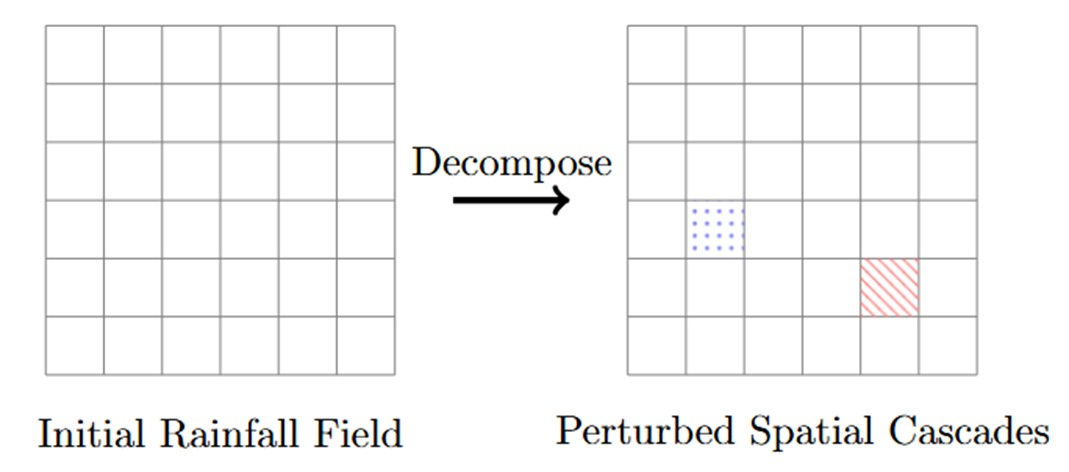 Decompose
Initial Rainfall Field
Perturbed Spatial Cascades